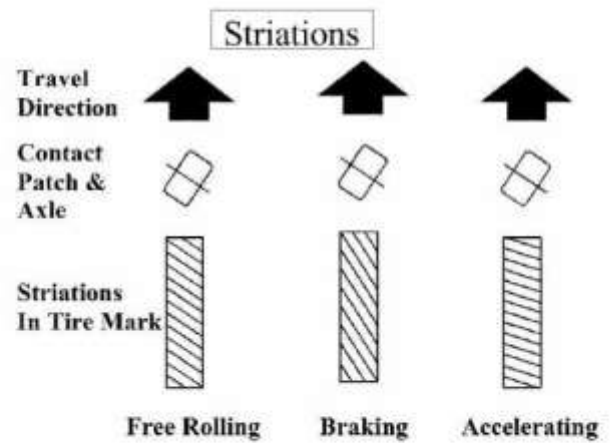 Striations
Travel
Direction
Contact
Patch &
Axle
Striations
In Tire Mark
Free Rolling
Braking
Accelerating